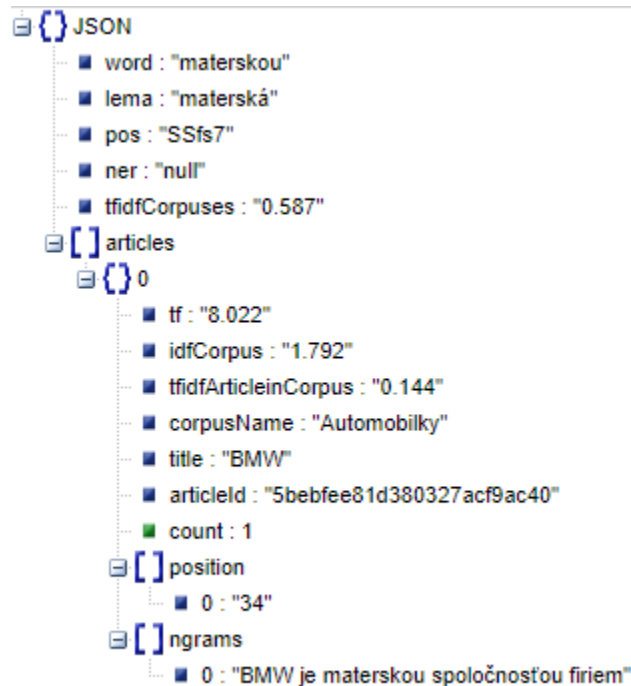 {} JSON
word : "materskou"
lema : "materská"
pos : "SSfs7"
ner : "null"
tfidfCorpuses : "0.587"
[ ] articles
{} 0
tf : "8.022"
idfCorpus : "1.792"
tfidfArticleinCorpus : "0.144"
corpusName : "Automobilky"
title : "BMW"
articleId : "5bebfee81d380327acf9ac40"
count : 1
[ ] position
0 : "34"
[ ] ngrams
0 : "BMW je materskou spoločnosťou firiem"